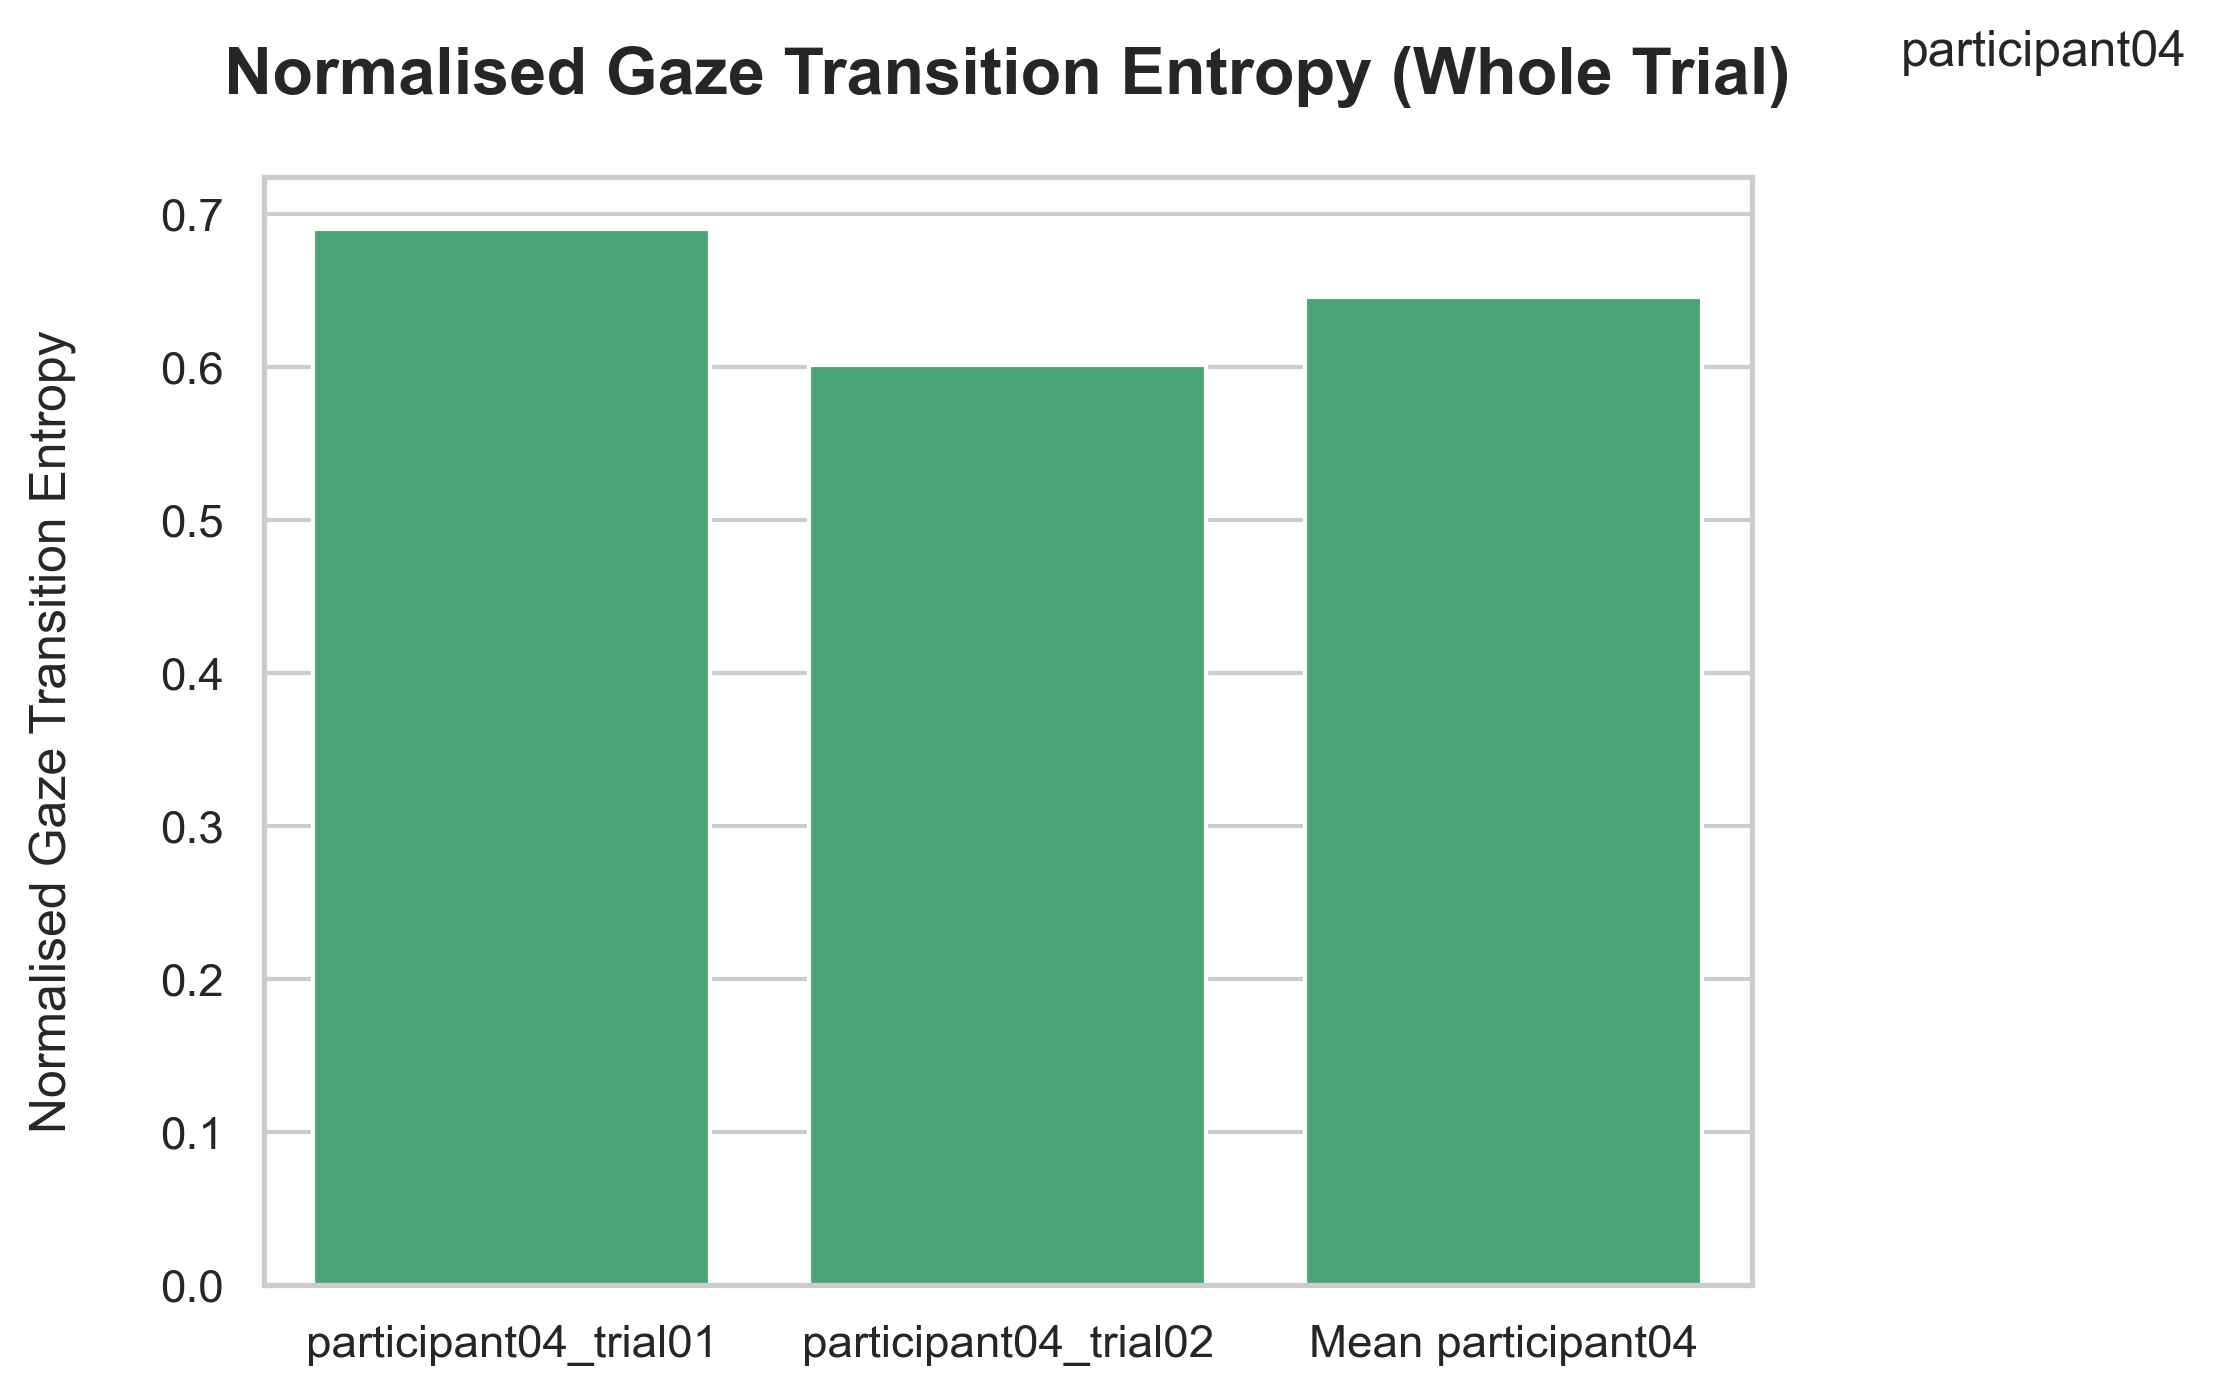 Normalised Gaze Transition Entropy (Whole Trial)
participant04
Normalised Gaze Transition Entropy
0.7
0.6
0.5
0.4
0.3
0.2
0.1
0.0
participant04_trial01
participant04_trial02
Mean participant04